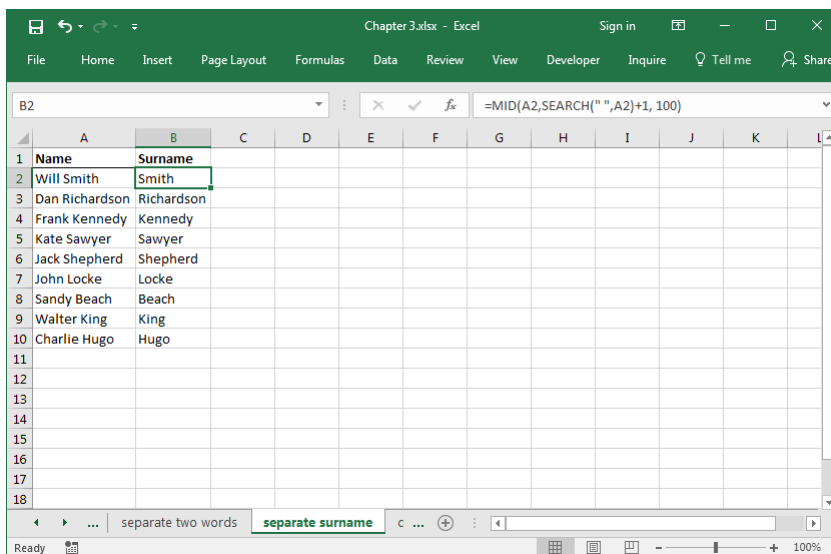 Chapter 3.xlsx - Excel Sign in
File Home Insert Page Layout Formulas Data Review View Developer Inquire Tell me Share
B2 fx =MID(A2,SEARCH(" ",A2)+1, 100)
A B C D E F G H I J K L
1 Name Surname
2 Will Smith Smith
3 Dan Richardson Richardson
4 Frank Kennedy Kennedy
5 Kate Sawyer Sawyer
6 Jack Shepherd Shepherd
7 John Locke Locke
8 Sandy Beach Beach
9 Walter King King
10 Charlie Hugo Hugo
11
12
13
14
15
16
17
18
... separate two words separate surname c ...
Ready 100%